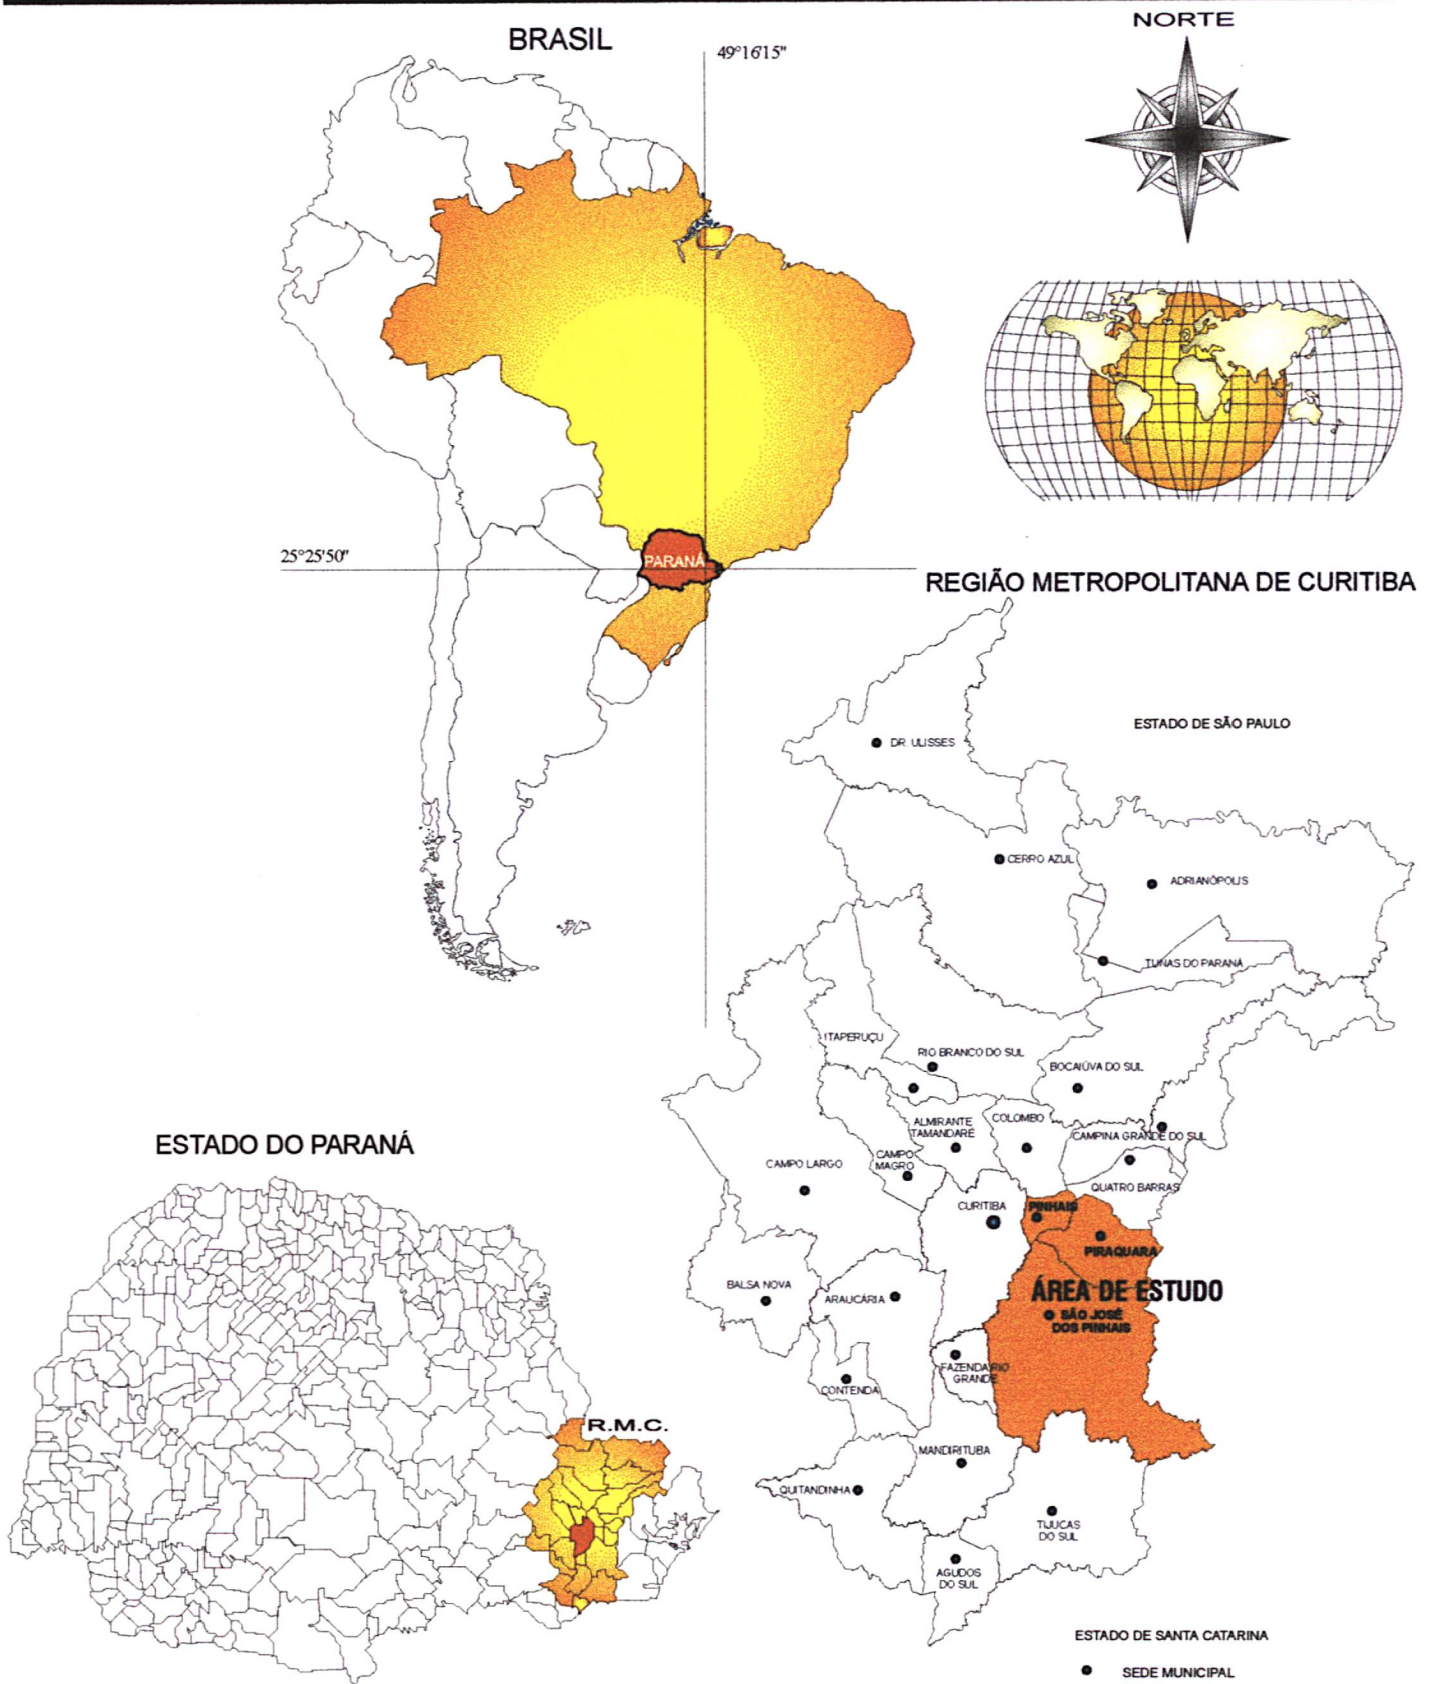 NORTE
BRASIL
49°16'15"
25°25'50"
PARANÁ
REGIÃO METROPOLITANA DE CURITIBA
ESTADO DE SÃO PAULO
DR. ULISSES
CERRO AZUL
ADRIANÓPOLIS
TUNAS DO PARANÁ
ITAPERUÇU
RIO BRANCO DO SUL
BOCAIÚVA DO SUL
ALMIRANTE
TAMANDARÉ
COLOMBO
CAMPINA GRANDE DO SUL
CAMPO LARGO
CAMPO
MAGRO
QUATRO BARRAS
CURITIBA
PINHAIS
PIRAQUARA
BALSA NOVA
ARAUCÁRIA
ÁREA DE ESTUDO
SÃO JOSÉ
DOS PINHAIS
FAZENDA RIO
GRANDE
CONTENDA
MANDIRITUBA
QUITANDINHA
TIJUCAS
DO SUL
AGUDOS
DO SUL
ESTADO DE SANTA CATARINA
SEDE MUNICIPAL
ESTADO DO PARANÁ
R.M.C.